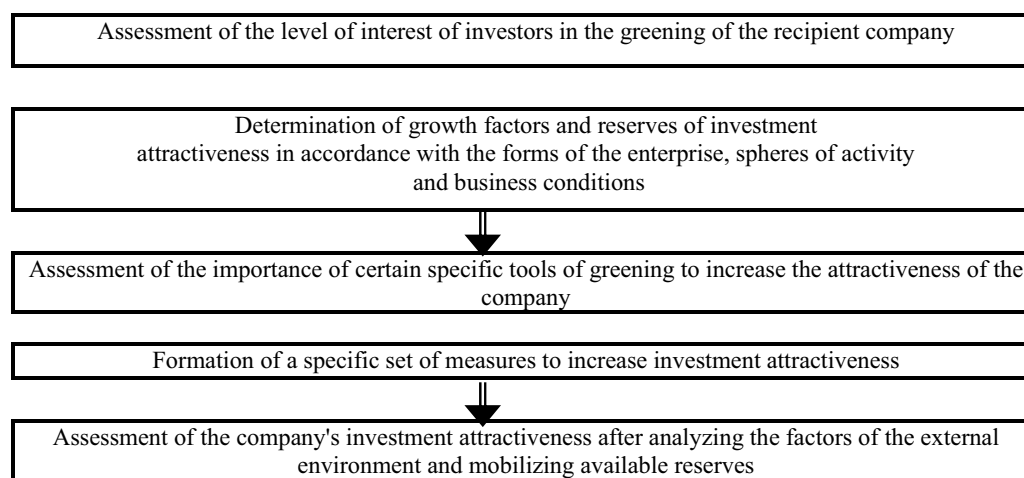 Assessment of the level of interest of investors in the greening of the recipient company
Determination of growth factors and reserves of investment
attractiveness in accordance with the forms of the enterprise, spheres of activity
and business conditions
Assessment of the importance of certain specific tools of greening to increase the attractiveness of the
company
Formation of a specific set of measures to increase investment attractiveness
Assessment of the company's investment attractiveness after analyzing the factors of the external
environment and mobilizing available reserves